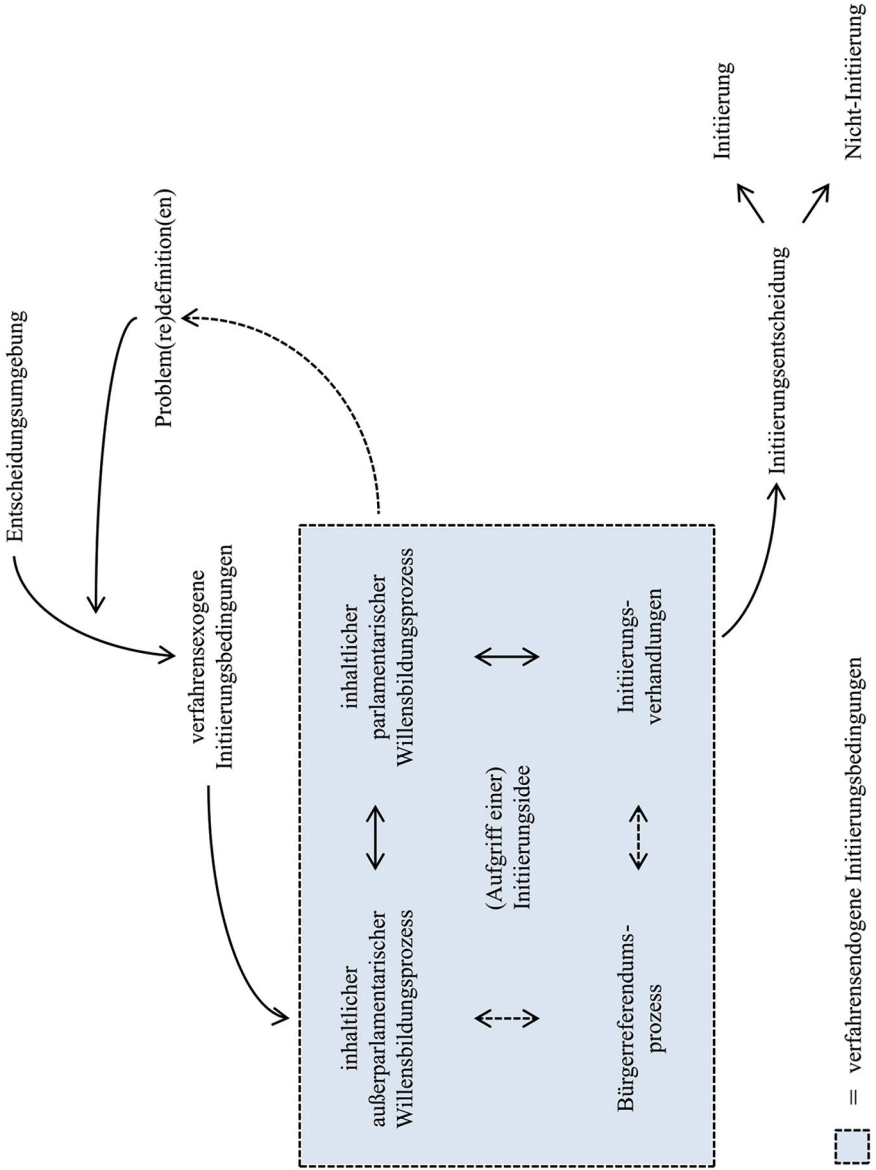 Entscheidungsumgebung
Problem(re)definition(en)
verfahrensexogene
Initiierungsbedingungen
inhaltlicher
außerparlamentarischer
Willensbildungsprozess
inhaltlicher
parlamentarischer
Willensbildungsprozess
(Aufgriff einer)
Initiierungsidee
Bürgerreferendums-
prozess
Initiierungs-
verhandlungen
Initiierungsentscheidung
Initiierung
Nicht-Initiierung
= verfahrensendogene Initiierungsbedingungen